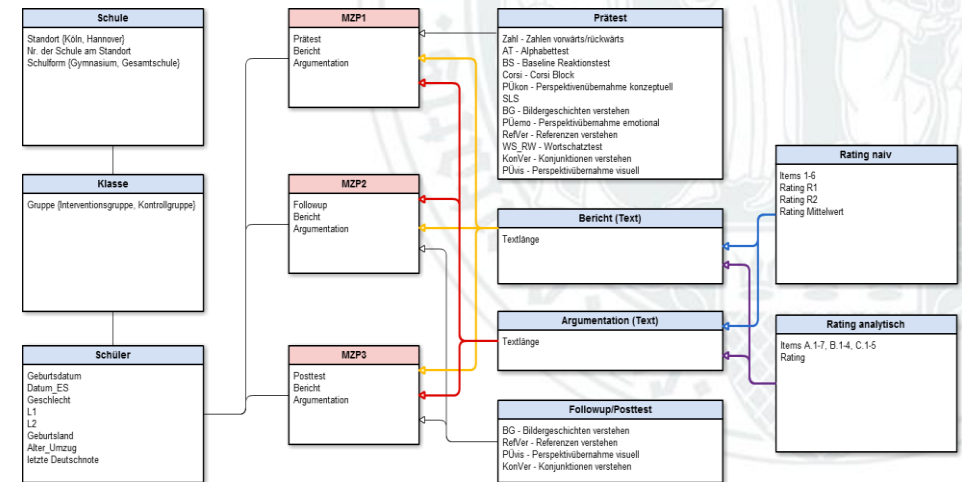 Schule
Standort {Köln, Hannover}
Nr. der Schule am Standort
Schulform {Gymnasium, Gesamtschule}
Klasse
Gruppe {Interventionsgruppe, Kontrollgruppe}
Schüler
Geburtsdatum
Datum_ES
Geschlecht
L1
L2
Geburtsland
Alter_Umzug
letzte Deutschnote
MZP1
Prätest
Bericht
Argumentation
MZP2
Followup
Bericht
Argumentation
MZP3
Posttest
Bericht
Argumentation
Prätest
Zahl - Zahlen vorwärts/rückwärts
AT - Alphabettest
BS - Baseline Reaktionstest
Corsi - Corsi Block
PÜkon - Perspektivenübernahme konzeptuell
SLS
BG - Bildergeschichten verstehen
PÜemo - Perspektivübernahme emotional
RefVer - Referenzen verstehen
WS_RW - Wortschatztest
KonVer - Konjunktionen verstehen
PÜvis - Perspektivübernahme visuell
Bericht (Text)
Textlänge
Argumentation (Text)
Textlänge
Followup/Posttest
BG - Bildergeschichten verstehen
RefVer - Referenzen verstehen
PÜvis - Perspektivübernahme visuell
KonVer - Konjunktionen verstehen
Rating naiv
Items 1-6
Rating R1
Rating R2
Rating Mittelwert
Rating analytisch
Items A.1-7, B.1-4, C.1-5
Rating